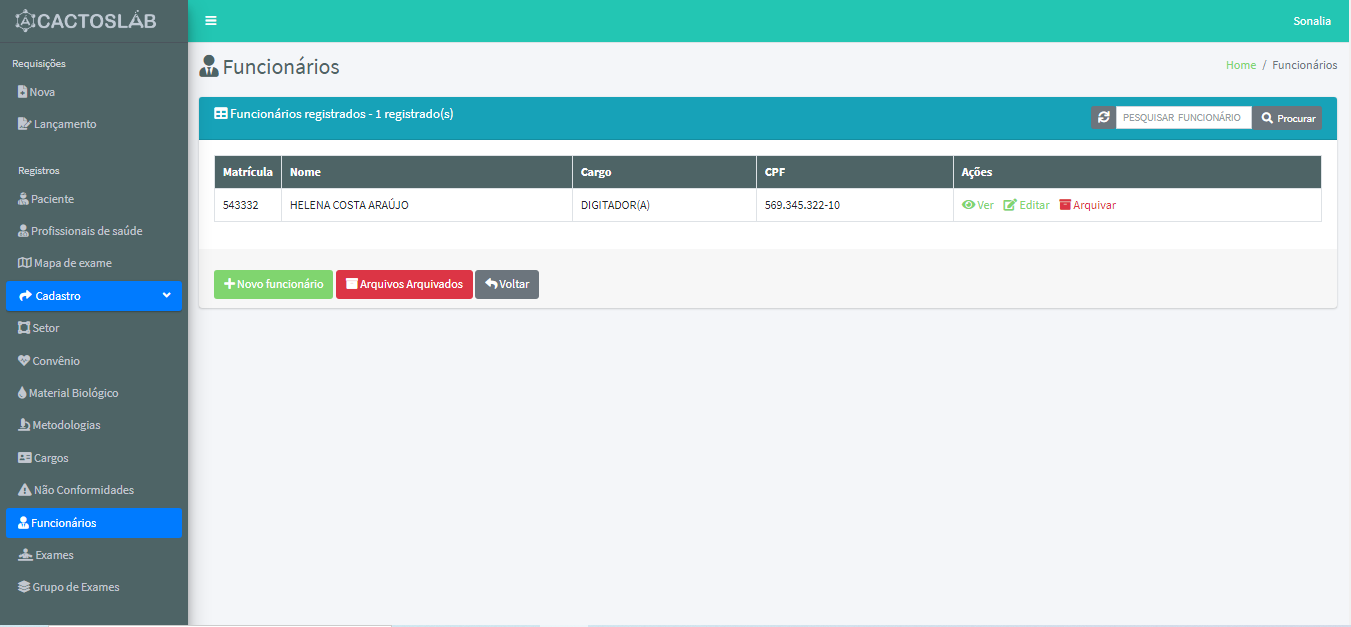 CACTOSLAB
Sonalia
Requisições
Nova
Lançamento
Registros
Paciente
Profissionais de saúde
Mapa de exame
Cadastro
Setor
Convênio
Material Biológico
Metodologias
Cargos
Não Conformidades
Funcionários
Exames
Grupo de Exames
Funcionários
Home / Funcionários
Funcionários registrados - 1 registrado(s)
PESQUISAR FUNCIONÁRIO Procurar
Matrícula Nome Cargo CPF Ações
543332 HELENA COSTA ARAÚJO DIGITADOR(A) 569.345.322-10 Ver Editar Arquivar
Novo funcionário Arquivos Arquivados Voltar